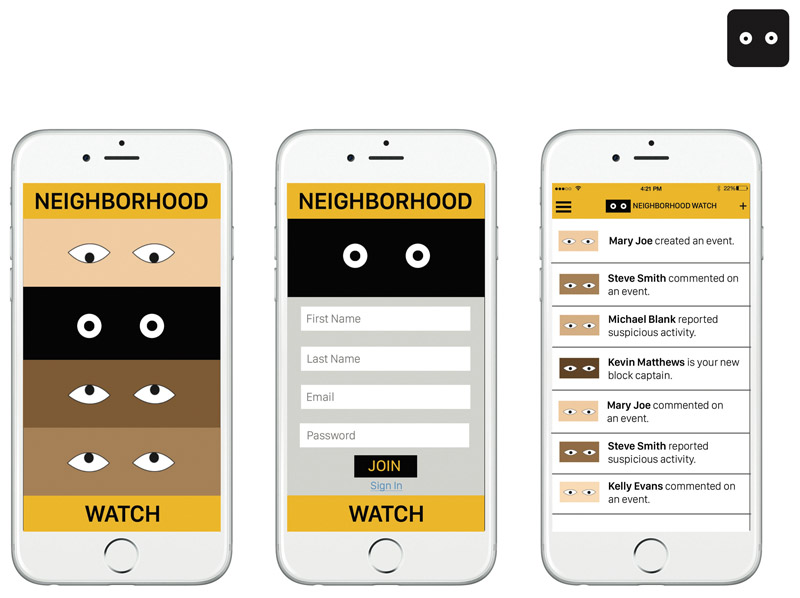 NEIGHBORHOOD
WATCH
NEIGHBORHOOD
First Name
Last Name
Email
Password
JOIN
Sign In
WATCH
4:21 PM
22%
NEIGHBORHOOD WATCH +
Mary Joe created an event.
Steve Smith commented on
an event.
Michael Blank reported
suspicious activity.
Kevin Matthews is your new
block captain.
Mary Joe commented on
an event.
Steve Smith reported
suspicious activity.
Kelly Evans commented on
an event.